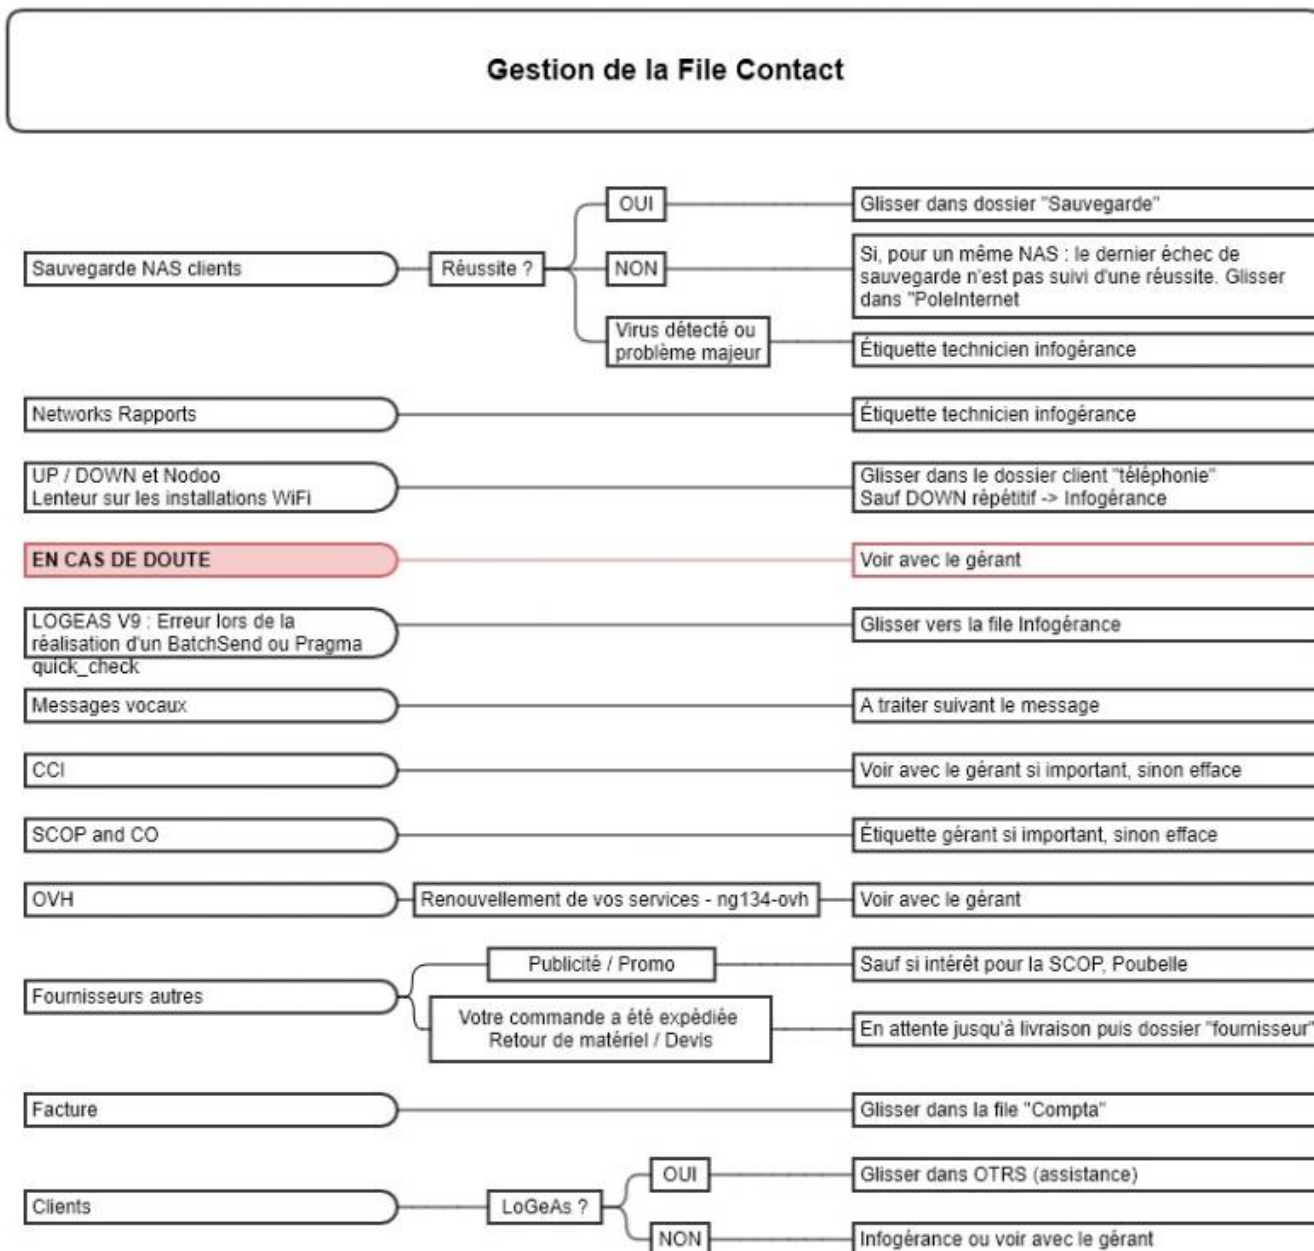 Gestion de la File Contact
Sauvegarde NAS clients
Réussite ?
OUI
Glisser dans dossier "Sauvegarde"
NON
Si, pour un même NAS : le dernier échec de
sauvegarde n'est pas suivi d'une réussite. Glisser
dans "PoleInternet
Virus détecté ou
problème majeur
Étiquette technicien infogérance
Networks Rapports
Étiquette technicien infogérance
UP / DOWN et Nodoo
Lenteur sur les installations WiFi
Glisser dans le dossier client "téléphonie"
Sauf DOWN répétitif -> Infogérance
EN CAS DE DOUTE
Voir avec le gérant
LOGEAS V9 : Erreur lors de la
réalisation d'un BatchSend ou Pragma
quick_check
Glisser vers la file Infogérance
Messages vocaux
A traiter suivant le message
CCI
Voir avec le gérant si important, sinon efface
SCOP and CO
Étiquette gérant si important, sinon efface
OVH
Renouvellement de vos services - ng134-ovh
Voir avec le gérant
Fournisseurs autres
Publicité / Promo
Sauf si intérêt pour la SCOP, Poubelle
Votre commande a été expédiée
Retour de matériel / Devis
En attente jusqu'à livraison puis dossier "fournisseur"
Facture
Glisser dans la file "Compta"
Clients
LoGeAs ?
OUI
Glisser dans OTRS (assistance)
NON
Infogérance ou voir avec le gérant